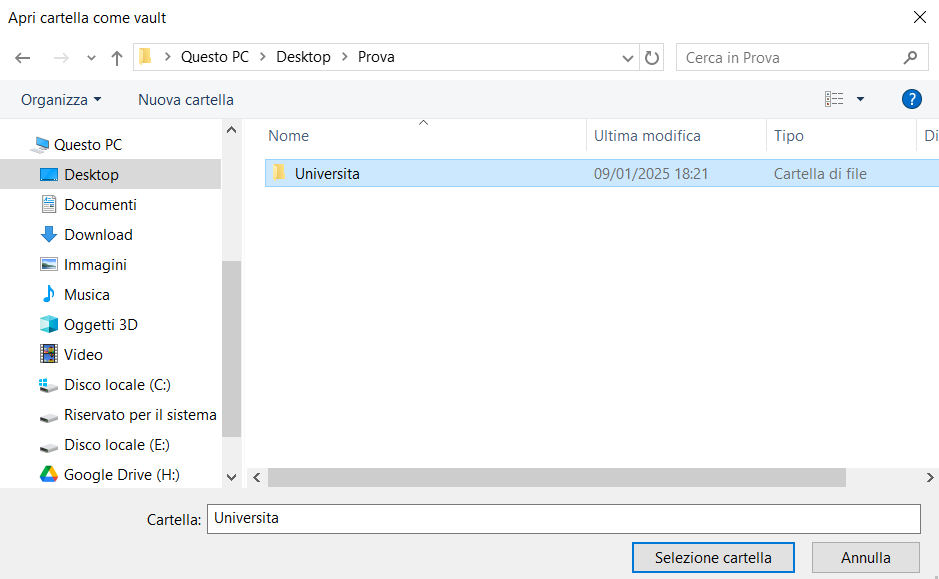 Apri cartella come vault
Questo PC > Desktop > Prova
Cerca in Prova
Organizza
Nuova cartella
?
Questo PC
Desktop
Documenti
Download
Immagini
Musica
Oggetti 3D
Video
Disco locale (C:)
Riservato per il sistema
Disco locale (E:)
Google Drive (H:)
Nome Ultima modifica Tipo Di
Universita 09/01/2025 18:21 Cartella di file
Cartella: Universita
Selezione cartella Annulla